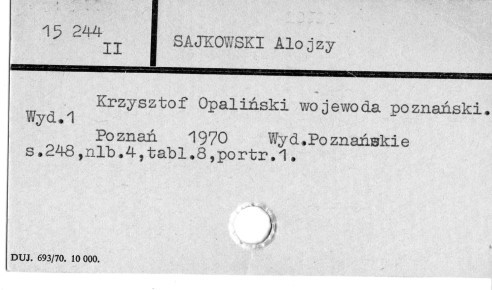 15 244
II
SAJKOWSKI Alojzy
Krzysztof Opaliński wojewoda poznański.
Wyd.1
Poznań 1970 Wyd.Poznańskie
s.248,nlb.4,tabl.8,portr.1.
DUJ. 693/70. 10 000.